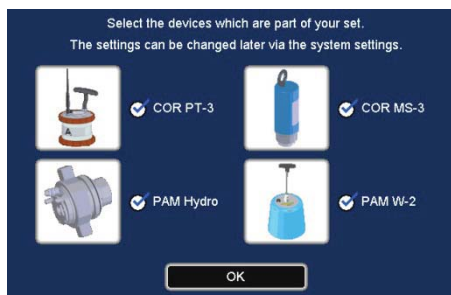 Select the devices which are part of your set.
The settings can be changed later via the system settings.
A
COR PT-3
COR MS-3
PAM Hydro
PAM W-2
OK